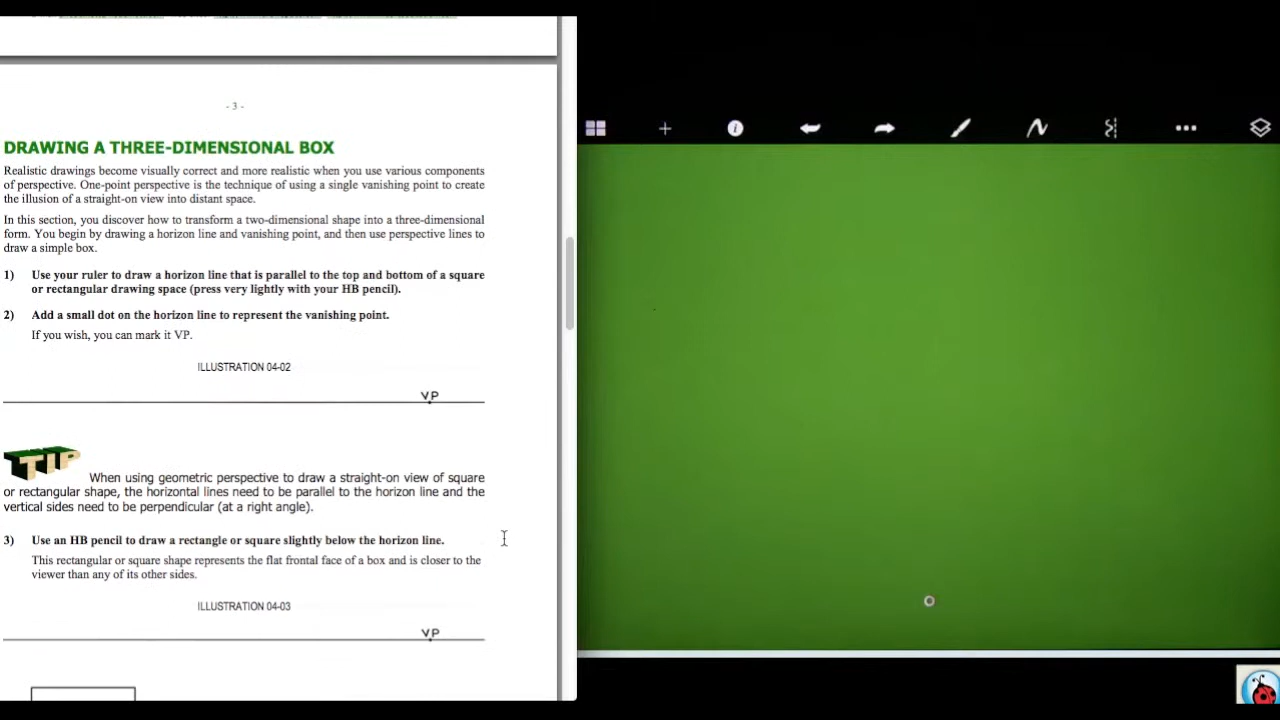 - 3 -
DRAWING A THREE-DIMENSIONAL BOX
Realistic drawings become visually correct and more realistic when you use various components
of perspective. One-point perspective is the technique of using a single vanishing point to create
the illusion of a straight-on view into distant space.
In this section, you discover how to transform a two-dimensional shape into a three-dimensional
form. You begin by drawing a horizon line and vanishing point, and then use perspective lines to
draw a simple box.
1) Use your ruler to draw a horizon line that is parallel to the top and bottom of a square
or rectangular drawing space (press very lightly with your HB pencil).
2) Add a small dot on the horizon line to represent the vanishing point.
If you wish, you can mark it VP.
ILLUSTRATION 04-02
VP
TIP When using geometric perspective to draw a straight-on view of square
or rectangular shape, the horizontal lines need to be parallel to the horizon line and the
vertical sides need to be perpendicular (at a right angle).
3) Use an HB pencil to draw a rectangle or square slightly below the horizon line.
This rectangular or square shape represents the flat frontal face of a box and is closer to the
viewer than any of its other sides.
ILLUSTRATION 04-03
VP